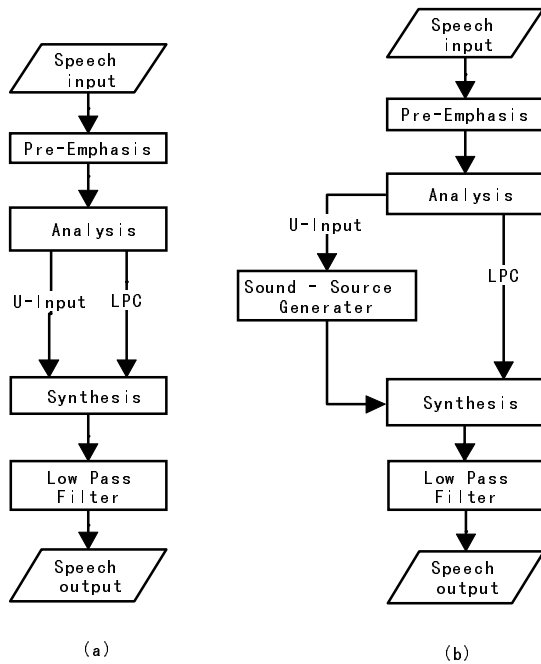 Speech
input
Pre-Emphasis
Analysis
U-Input LPC
Synthesis
Low Pass
Filter
Speech
output
(a)
Speech
input
Pre-Emphasis
Analysis
U-Input
LPC
Sound - Source
Generater
Synthesis
Low Pass
Filter
Speech
output
(b)